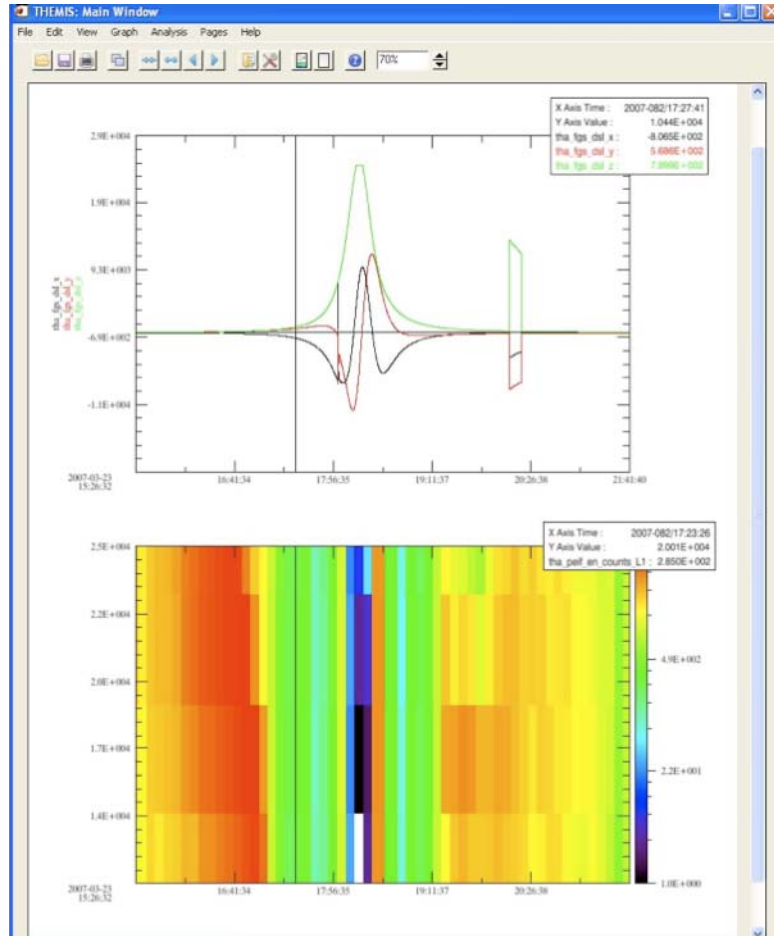 THEMIS: Main Window
File Edit View Graph Analysis Pages Help
70%
X Axis Time : 2007-082/17:27:41
Y Axis Value : 1.044E+004
tha_fgs_dsl_x : -8.065E+002
tha_fgs_dsl_y : 5.686E+002
tha_fgs_dsl_z :
2.9E+004
1.9E+004
9.3E+003
-6.9E+002
-1.1E+004
tha_fgs_dsl_x
tha_fgs_dsl_y
tha_fgs_dsl_z
2007-03-23
15:26:32
16:41:34 17:56:35 19:11:37 20:26:38 21:41:40
X Axis Time : 2007-082/17:23:26
Y Axis Value : 2.001E+004
tha_peif_en_counts_L1 : 2.850E+002
2.5E+004
2.2E+004
2.0E+004
1.7E+004
1.4E+004
4.9E+002
2.2E+001
1.0E+000
2007-03-23
15:26:32
16:41:34 17:56:35 19:11:37 20:26:38